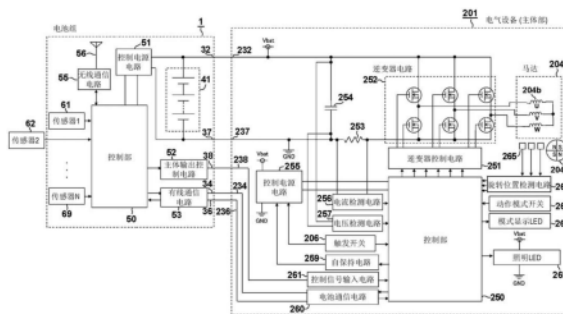 电池组
1
201
电气设备(主体部)
51
控制电源
电路
32
232
Vbat
56
无线通信
电路
55
41
逆变器电路
252
马达
204
204b
U
V
W
61
62
传感器1
传感器2
254
37
237
253
控制部
52
38
主体输出控
制电路
238
Vbat
GND
255
逆变器控制电路
251
265
34
234
有线通信
电路
53
36
236
控制电源
电路
256
电流检测电路
257
电压检测电路
旋转位置检测电路
动作模式开关
模式显示LED
传感器N
69
50
GND
206
触发开关
259
自保持电路
控制部
Vbat
照明LED
261
控制信号输入电路
电池通信电路
260
250
GND